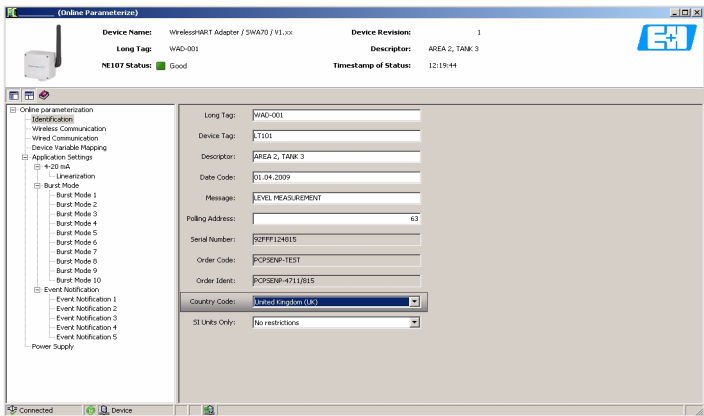 (Online Parameterize)
Device Name: WirelessHART Adapter / SWA70 / V1.xx Device Revision: 1
Long Tag: WAD-001 Descriptor: AREA 2, TANK 3
NE107 Status: Good Timestamp of Status: 12:19:44
E+H
Online parameterization
Identification
Wireless Communication
Wired Communication
Device Variable Mapping
Application Settings
4-20 mA
Linearization
Burst Mode
Burst Mode 1
Burst Mode 2
Burst Mode 3
Burst Mode 4
Burst Mode 5
Burst Mode 6
Burst Mode 7
Burst Mode 8
Burst Mode 9
Burst Mode 10
Event Notification
Event Notification 1
Event Notification 2
Event Notification 3
Event Notification 4
Event Notification 5
Power Supply
Long Tag: WAD-001
Device Tag: LT101
Descriptor: AREA 2, TANK 3
Date Code: 01.04.2009
Message: LEVEL MEASUREMENT
Polling Address: 63
Serial Number: 92FFF124815
Order Code: PCPSENP-TEST
Order Ident: PCPSENP-4711/815
Country Code: United Kingdom (UK)
SI Units Only: No restrictions
Connected Device